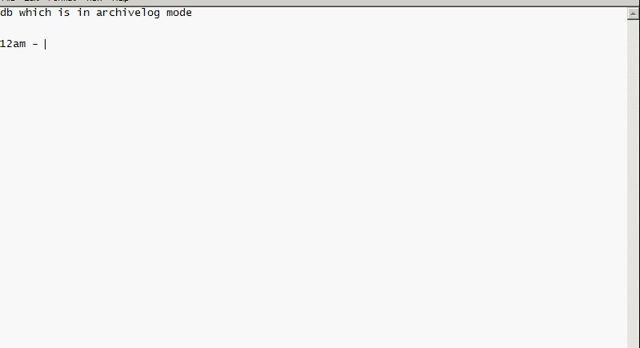 db which is in archivelog mode
12am -